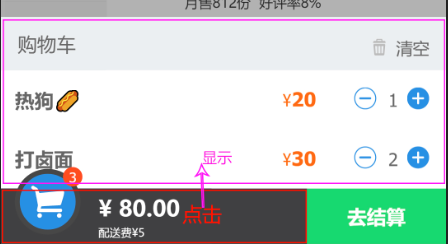 月售812份 好评率8%
购物车 清空
热狗 ¥20 1
打卤面 显示 ¥30 2
3
¥ 80.00 点击 去结算
配送费¥5